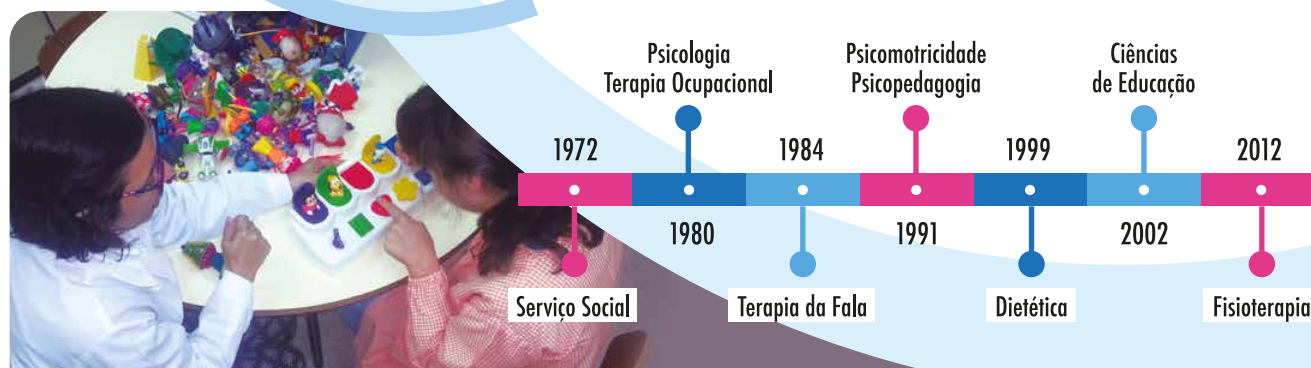 Psicologia
Terapia Ocupacional
Psicomotricidade
Psicopedagogia
Ciências
de Educação
1972
1984
1999
2012
1980
1991
2002
Serviço Social
Terapia da Fala
Dietética
Fisioterapia